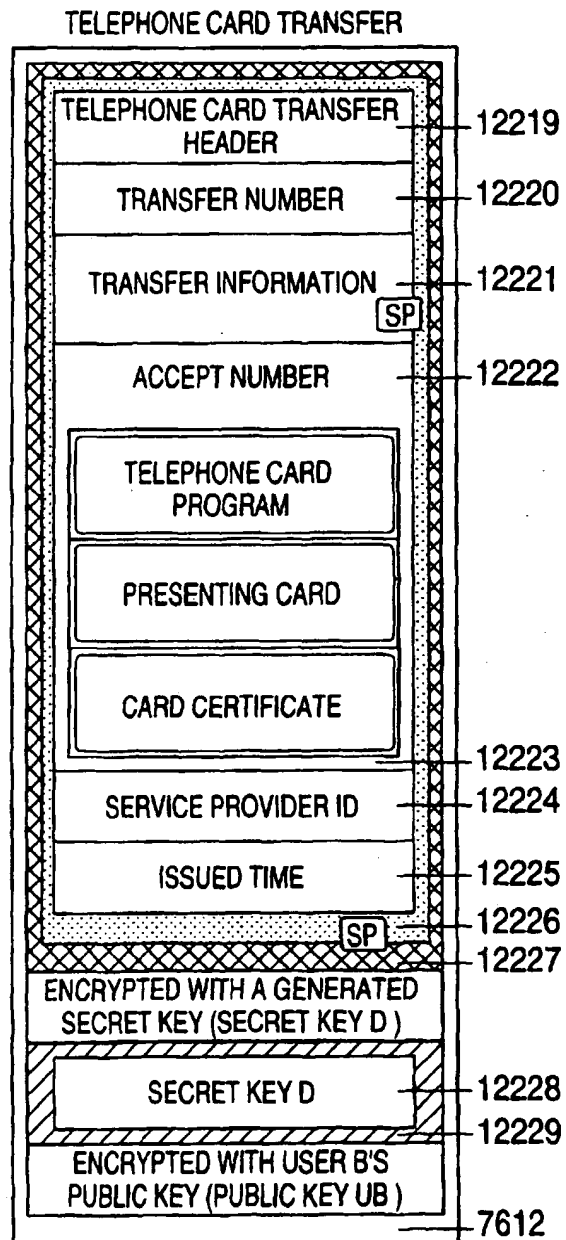 TELEPHONE CARD TRANSFER
TELEPHONE CARD TRANSFER
HEADER
12219
TRANSFER NUMBER
12220
TRANSFER INFORMATION
12221
SP
ACCEPT NUMBER
12222
TELEPHONE CARD
PROGRAM
PRESENTING CARD
CARD CERTIFICATE
12223
SERVICE PROVIDER ID
12224
ISSUED TIME
12225
12226
SP
12227
ENCRYPTED WITH A GENERATED
SECRET KEY (SECRET KEY D )
SECRET KEY D
12228
12229
ENCRYPTED WITH USER B'S
PUBLIC KEY (PUBLIC KEY UB )
7612